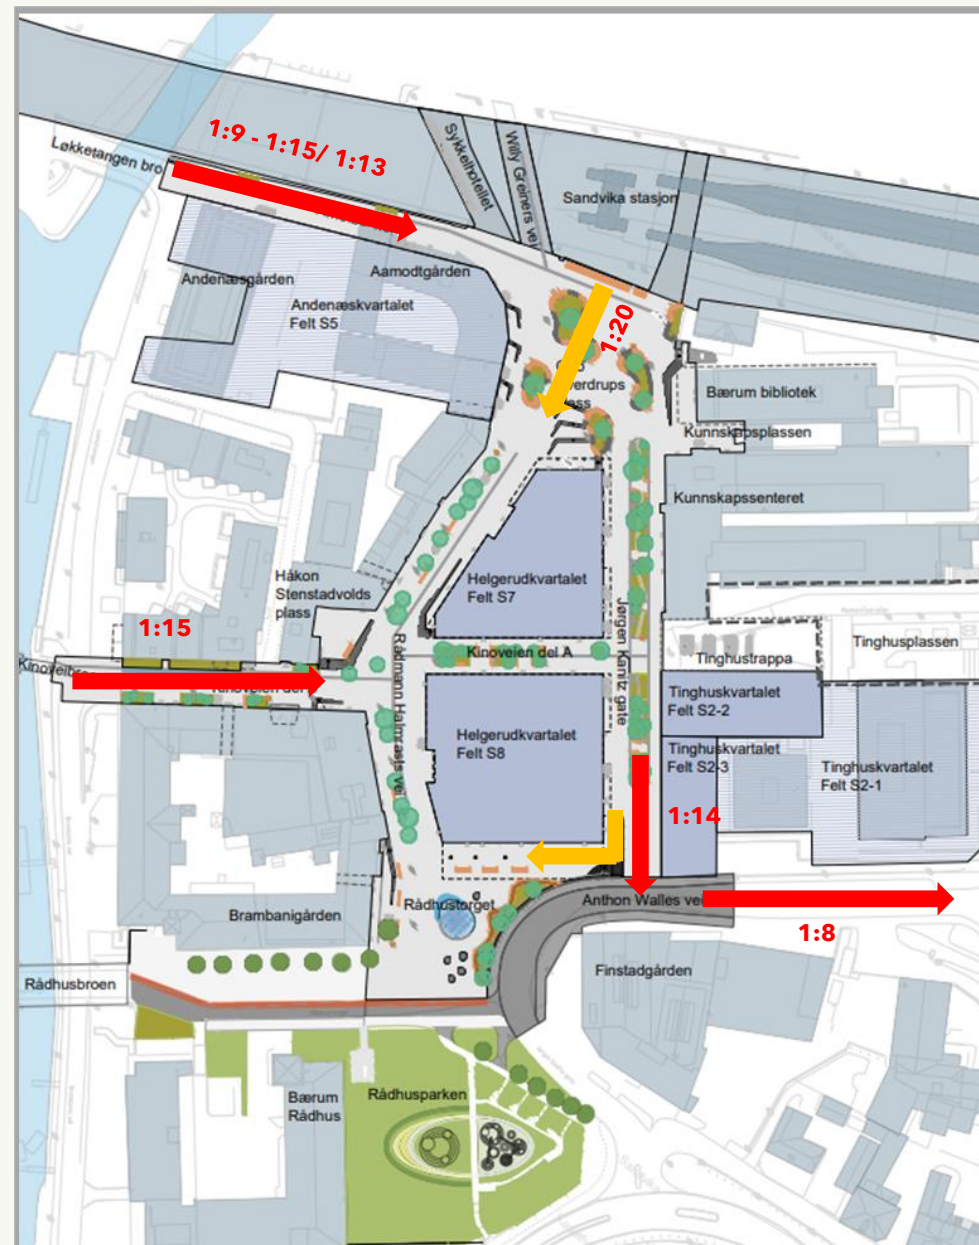 1:9 - 1:15/ 1:13
Løkketangen bro
Sykkelhotellet
Willy Greiners vei
Sandvika stasjon
Andenæsgården
Aamodtgården
Andenæskvartalet
Felt S5
1:20
verdrups
Bærum bibliotek
Kunnskapsplassen
Kunnskapssenteret
Helgerudkvartalet
Felt S7
Håkon
Stenstadvolds
plass
1:15
Jørgen Kanitz gate
Kinoveien del A
Tinghusplassen
Tinghustrappa
Rådmann Halmrasts vei
Tinghuskvartalet
Felt S2-2
Helgerudkvartalet
Felt S8
Tinghuskvartalet
Felt S2-3
Tinghuskvartalet
Felt S2-1
1:14
Rådhustorget
Anthon Walles ve
Brambanigården
1:8
Finstadgården
Rådhusbroen
Bærum
Rådhus
Rådhusparken